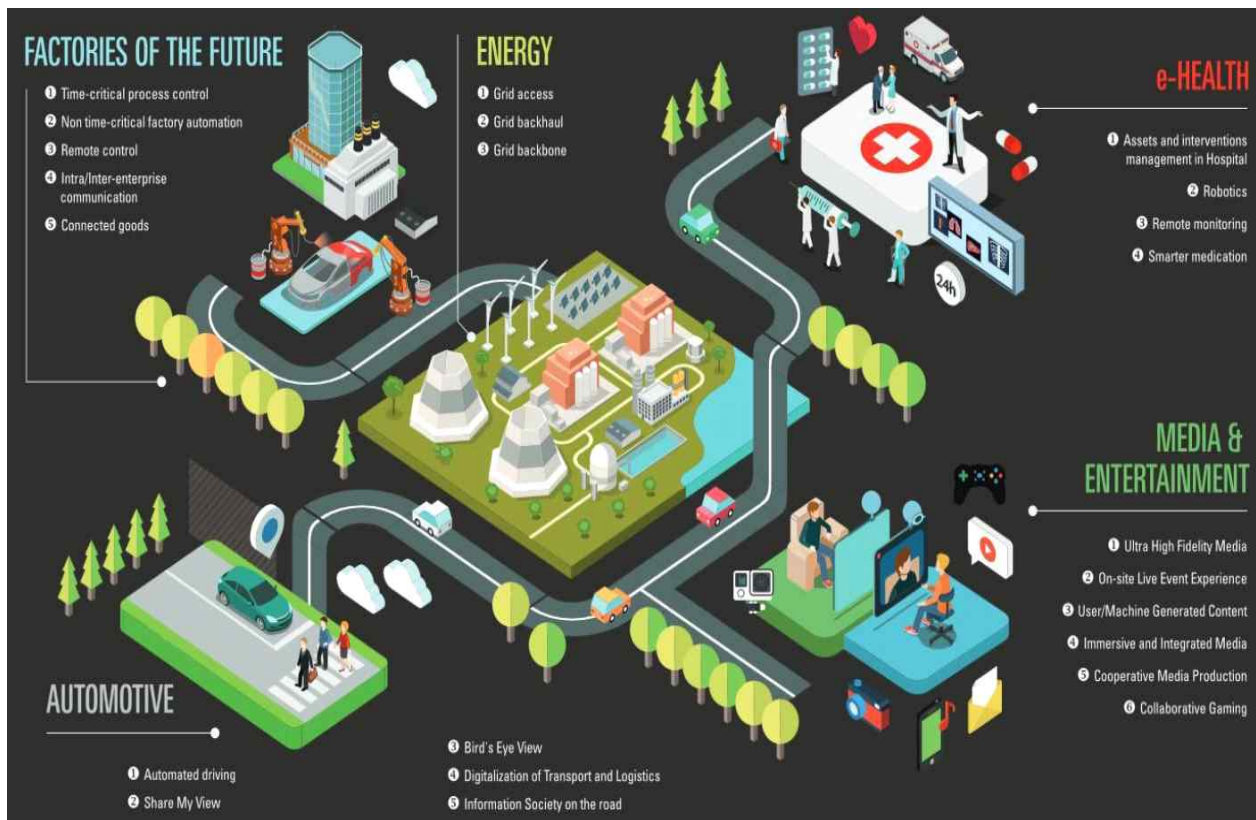 FACTORIES OF THE FUTURE
❶ Time-critical process control
❷ Non time-critical factory automation
❸ Remote control
❹ Intra/Inter-enterprise
communication
❺ Connected goods
ENERGY
❶ Grid access
❷ Grid backhaul
❸ Grid backbone
e-HEALTH
❶ Assets and interventions
management in Hospital
❷ Robotics
❸ Remote monitoring
❹ Smarter medication
24h
MEDIA &
ENTERTAINMENT
❶ Ultra High Fidelity Media
❷ On-site Live Event Experience
❸ User/Machine Generated Content
❹ Immersive and Integrated Media
❺ Cooperative Media Production
❻ Collaborative Gaming
AUTOMOTIVE
❶ Automated driving
❷ Share My View
❸ Bird's Eye View
❹ Digitalization of Transport and Logistics
❺ Information Society on the road